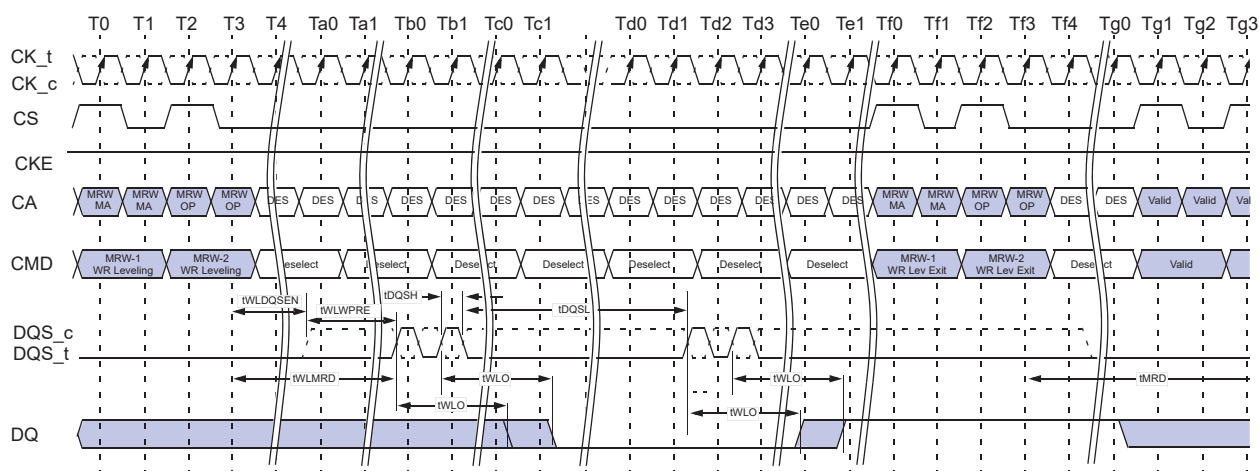 T0 T1 T2 T3 T4 Ta0 Ta1 Tb0 Tb1 Tc0 Tc1 Td0 Td1 Td2 Td3 Te0 Te1 Tf0 Tf1 Tf2 Tf3 Tf4 Tg0 Tg1 Tg2 Tg3
CK_t
CK_c
CS
CKE
MRW MRW MRW MRW MRW MRW MRW MRW
CA DES DES DES DES DES DES DES DES DES DES DES DES DES DES DES DES Valid Valid
MA MA OP OP MA MA OP OP
MRW-1 MRW-2 MRW-1 MRW-2
CMD Deselect Deselect Deselect Deselect Deselect Deselect Deselect Deselect Valid
WR Leveling WR Leveling WR Lev Exit WR Lev Exit
tWLDQSEN tDQSH
tWLWPRE tDQSL
DQS_c
DQS_t
tWLMRD tWLO tWLO tMRD
tWLO tWLO
DQ